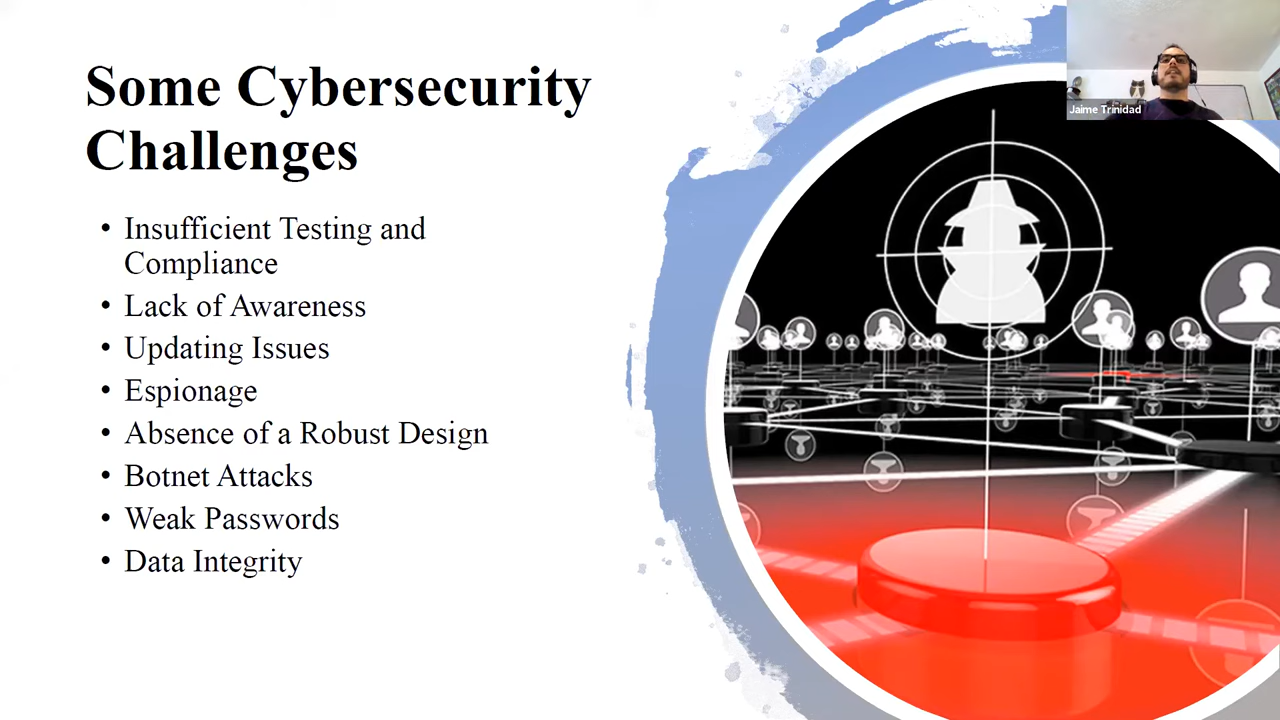 Some Cybersecurity
Challenges
• Insufficient Testing and
Compliance
• Lack of Awareness
• Updating Issues
• Espionage
• Absence of a Robust Design
• Botnet Attacks
• Weak Passwords
• Data Integrity
Jaime Trinidad